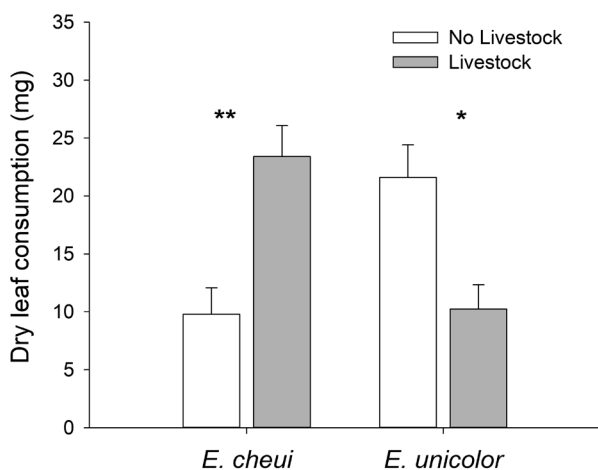 Dry leaf consumption (mg)
35
30
25
20
15
10
5
0
No Livestock
Livestock
**
*
E. cheui
E. unicolor